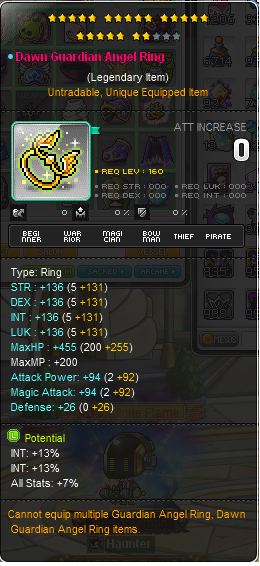 Dawn Guardian Angel Ring
(Legendary Item)
Untradable, Unique Equipped Item
ATT INCREASE
0
REQ LEV : 160
REQ STR : 000
REQ LUK : 000
REQ DEX : 000
REQ INT : 000
0
0 %
0 %
BEGINNER
WARRIOR
MAGICIAN
BOWMAN
THIEF
PIRATE
Type: Ring
STR : +136 (5 +131)
DEX : +136 (5 +131)
INT : +136 (5 +131)
LUK : +136 (5 +131)
MaxHP : +455 (200 +255)
MaxMP : +200
Attack Power: +94 (2 +92)
Magic Attack: +94 (2 +92)
Defense: +26 (0 +26)
L Potential
INT: +13%
INT: +13%
All Stats: +7%
Cannot equip multiple Guardian Angel Ring, Dawn
Guardian Angel Ring items.
Haunter